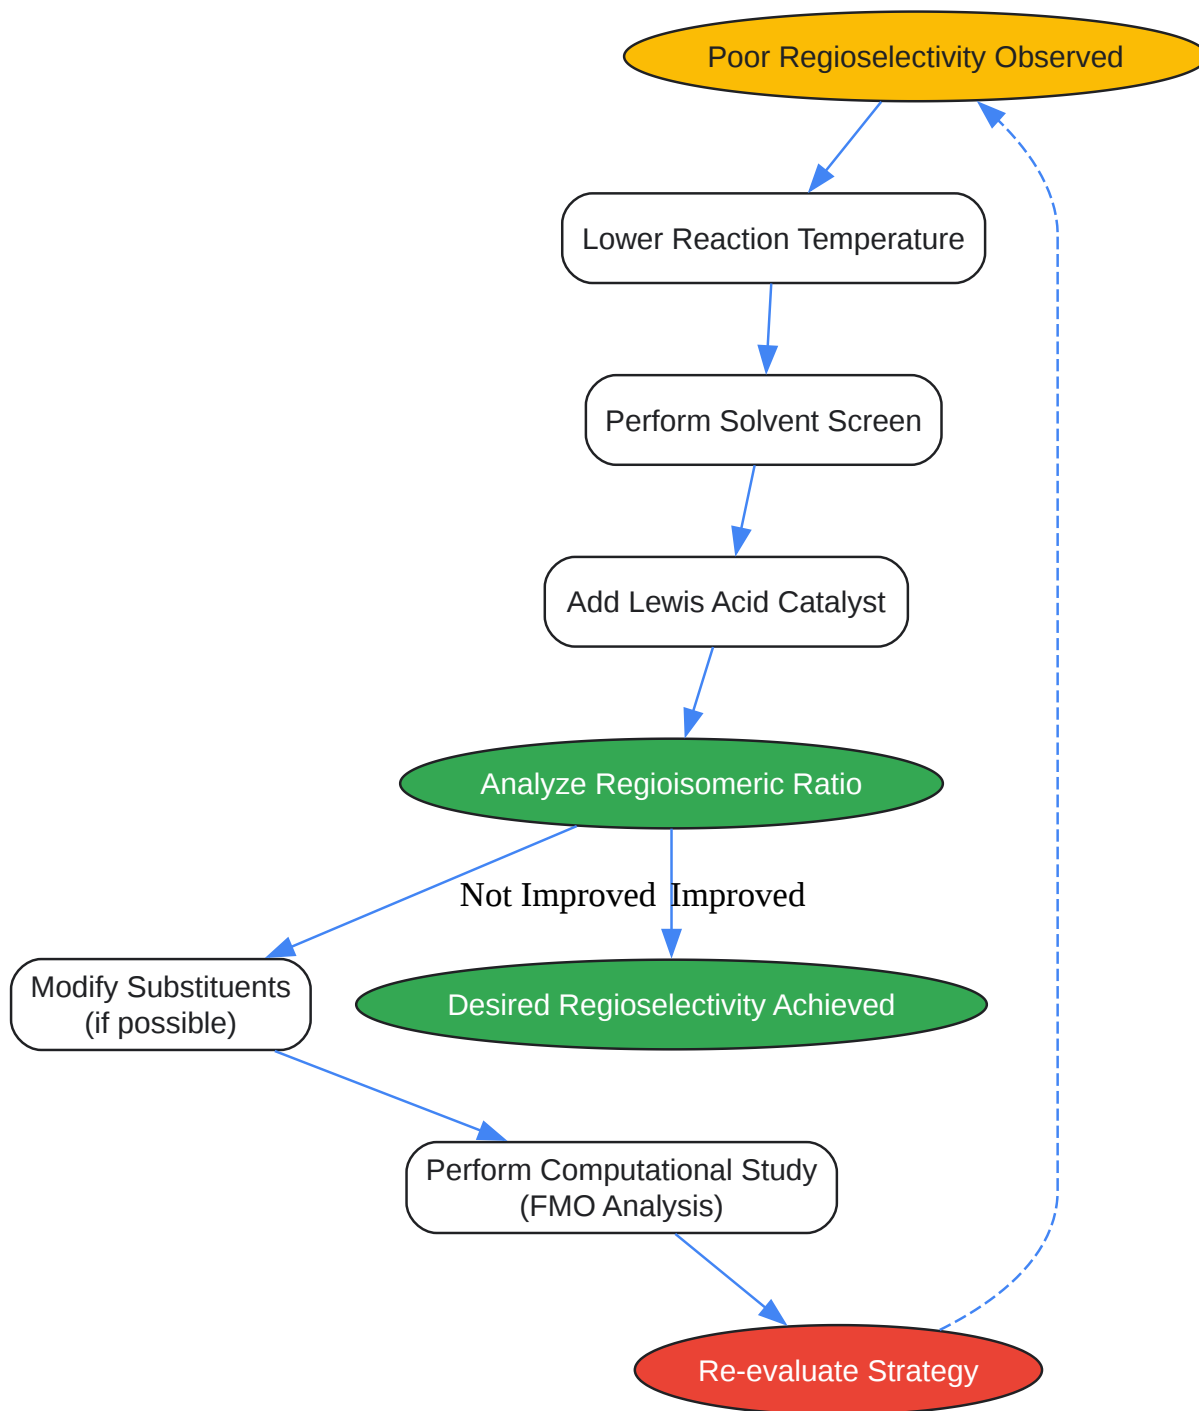 Poor Regioselectivity Observed
Lower Reaction Temperature
Perform Solvent Screen
Add Lewis Acid Catalyst
Analyze Regioisomeric Ratio
Not Improved
Improved
Modify Substituents
(if possible)
Desired Regioselectivity Achieved
Perform Computational Study
(FMO Analysis)
Re-evaluate Strategy